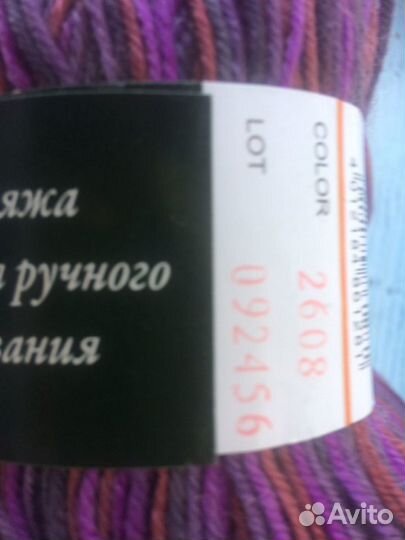 яжа
ручного
вания
COLOR 2608
LOT 092456
Avito